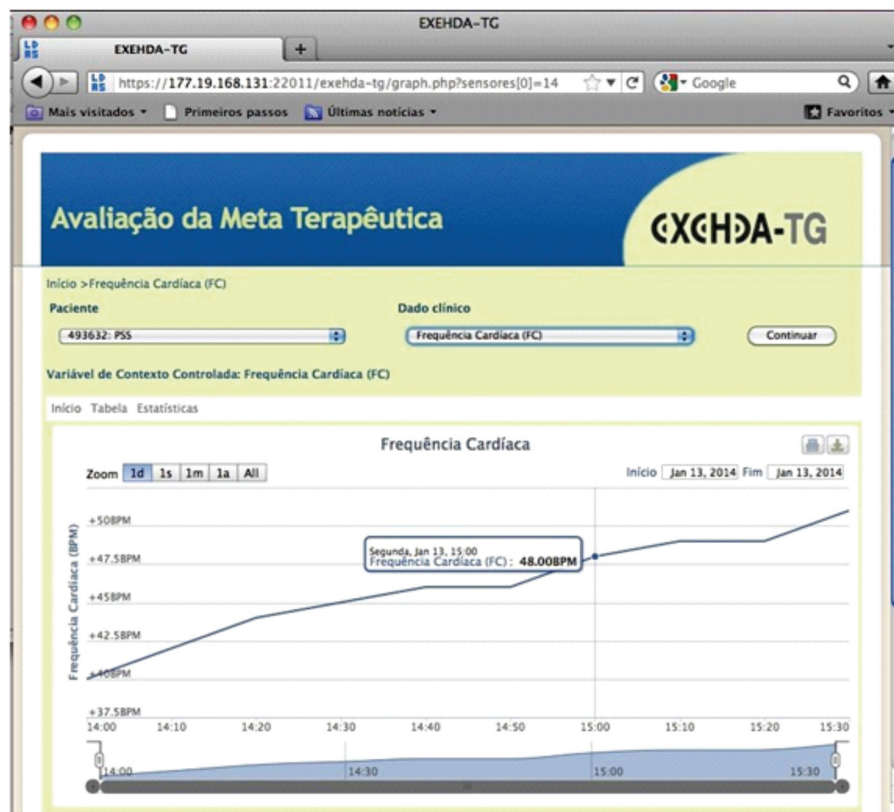 EXEHDA-TG
EXEHDA-TG
https://177.19.168.131:22011/exehda-tg/graph.php?sensores[0]=14
Google
Mais visitados
Primeiros passos
Últimas notícias
Favoritos
Avaliação da Meta Terapêutica
EXEHDA-TG
Início >Frequência Cardíaca (FC)
Paciente
Dado clínico
493632: PSS
Frequência Cardíaca (FC)
Continuar
Variável de Contexto Controlada: Frequência Cardíaca (FC)
Início Tabela Estatísticas
Frequência Cardíaca
Zoom 1d 1s 1m 1a All
Início Jan 13, 2014 Fim Jan 13, 2014
Frequência Cardíaca (BPM)
+50BPM
+47.5BPM
+45BPM
+42.5BPM
+40BPM
+37.5BPM
Segunda, Jan 13, 15:00
Frequência Cardíaca (FC) : 48.00BPM
14:00 14:10 14:20 14:30 14:40 14:50 15:00 15:10 15:20 15:30
14:00 14:30 15:00 15:30